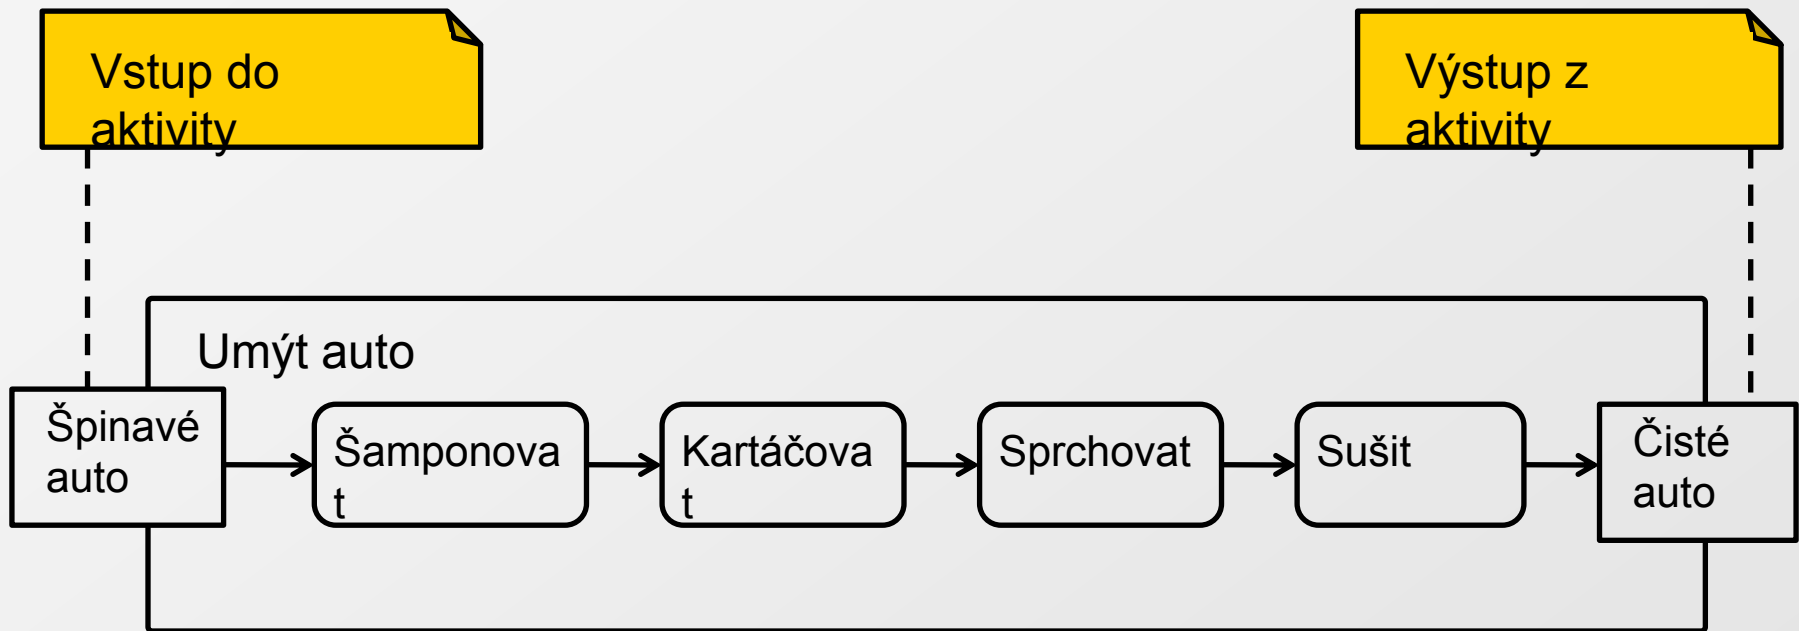 Vstup do
aktivity
Výstup z
aktivity
Umýt auto
Špinavé
auto
Šamponova
t
Kartáčova
t
Sprchovat
Sušit
Čisté
auto